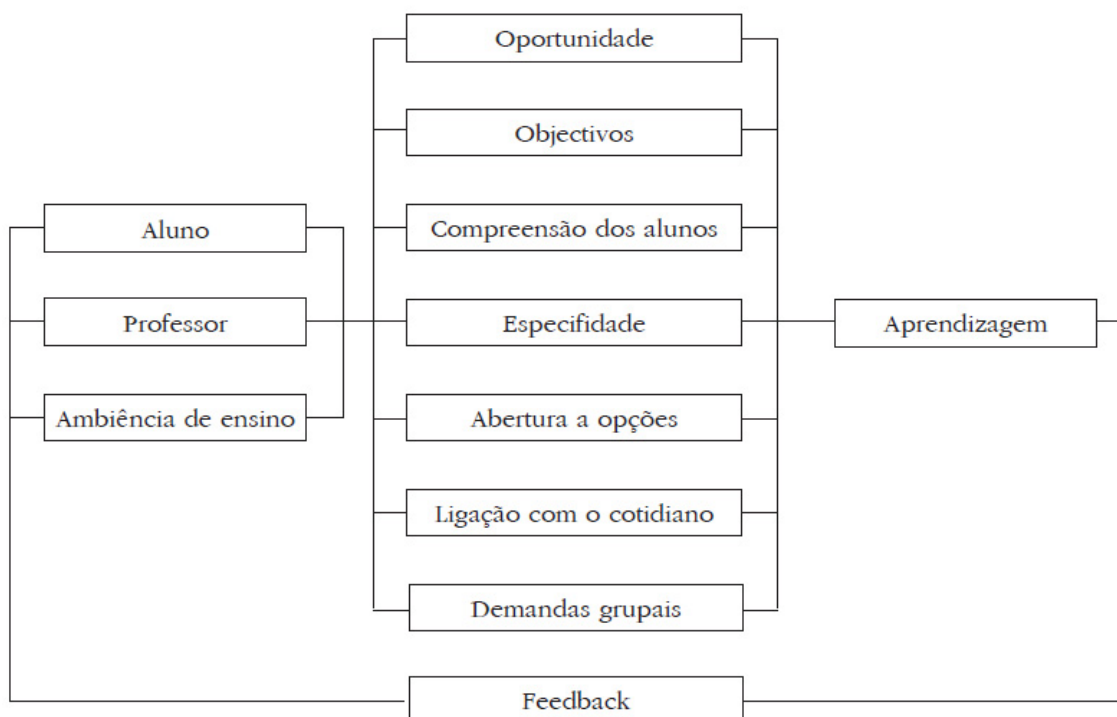 Oportunidade
Objectivos
Compreensão dos alunos
Aluno
Professor
Especifidade
Aprendizagem
Ambiência de ensino
Abertura a opções
Ligação com o cotidiano
Demandas grupais
Feedback